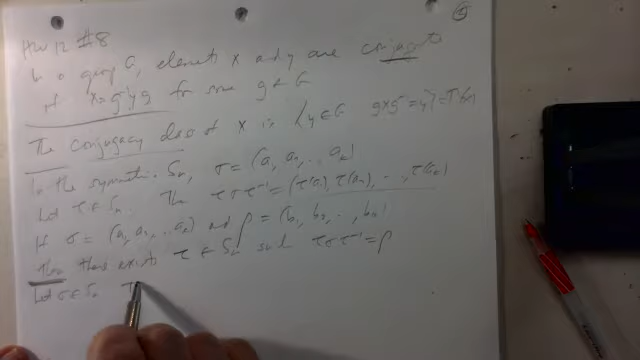 HW 12 #8
In a group G, elements x and y are conjugate
if x = g⁻¹yg for some g ∈ G
The conjugacy class of x is {y ∈ G
In the symmetric Sₙ, σ = (a₁ a₂ ... aₖ)
Let τ ∈ Sₙ. Then τστ⁻¹ = (τ(a₁), τ(a₂), ..., τ(aₖ))
If σ = (a₁ a₂ ... aₖ) and ρ = (b₁, b₂, ..., bₖ)
then there exists τ ∈ Sₙ such τστ⁻¹ = ρ
Let σ ∈ Sₙ T